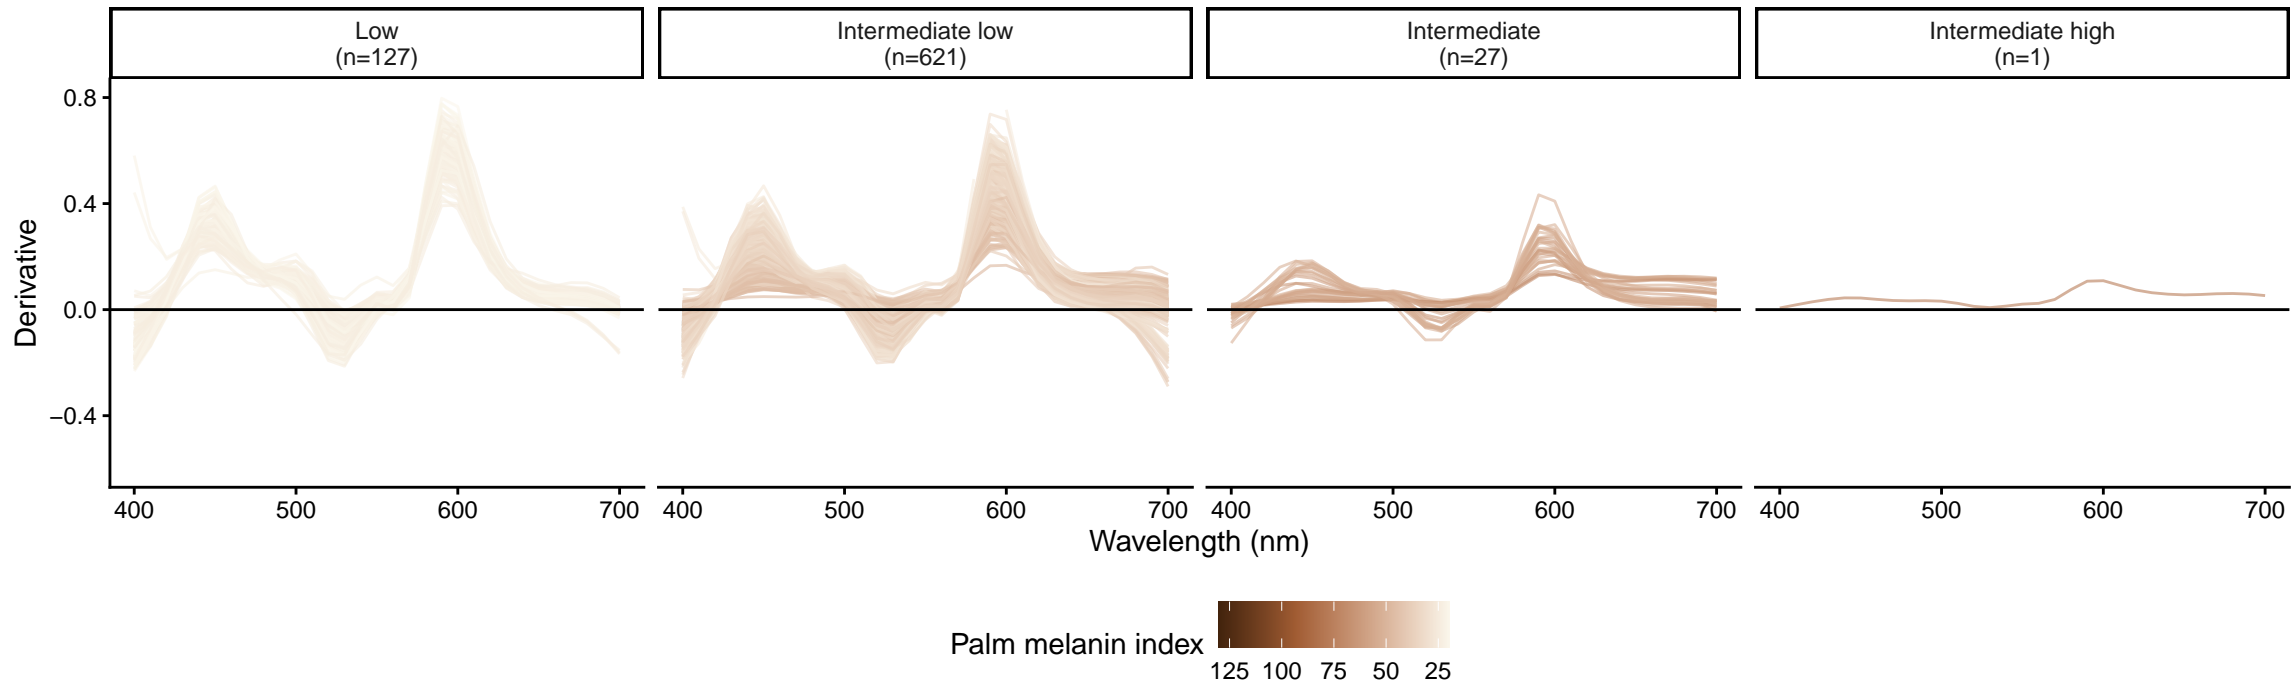 Low
(n=127)
Intermediate low
(n=621)
Intermediate
(n=27)
Intermediate high
(n=1)
0.8
0.4
0.0
−0.4
Derivative
400 500 600 700
400 500 600 700
400 500 600 700
400 500 600 700
Wavelength (nm)
Palm melanin index
125 100 75 50 25